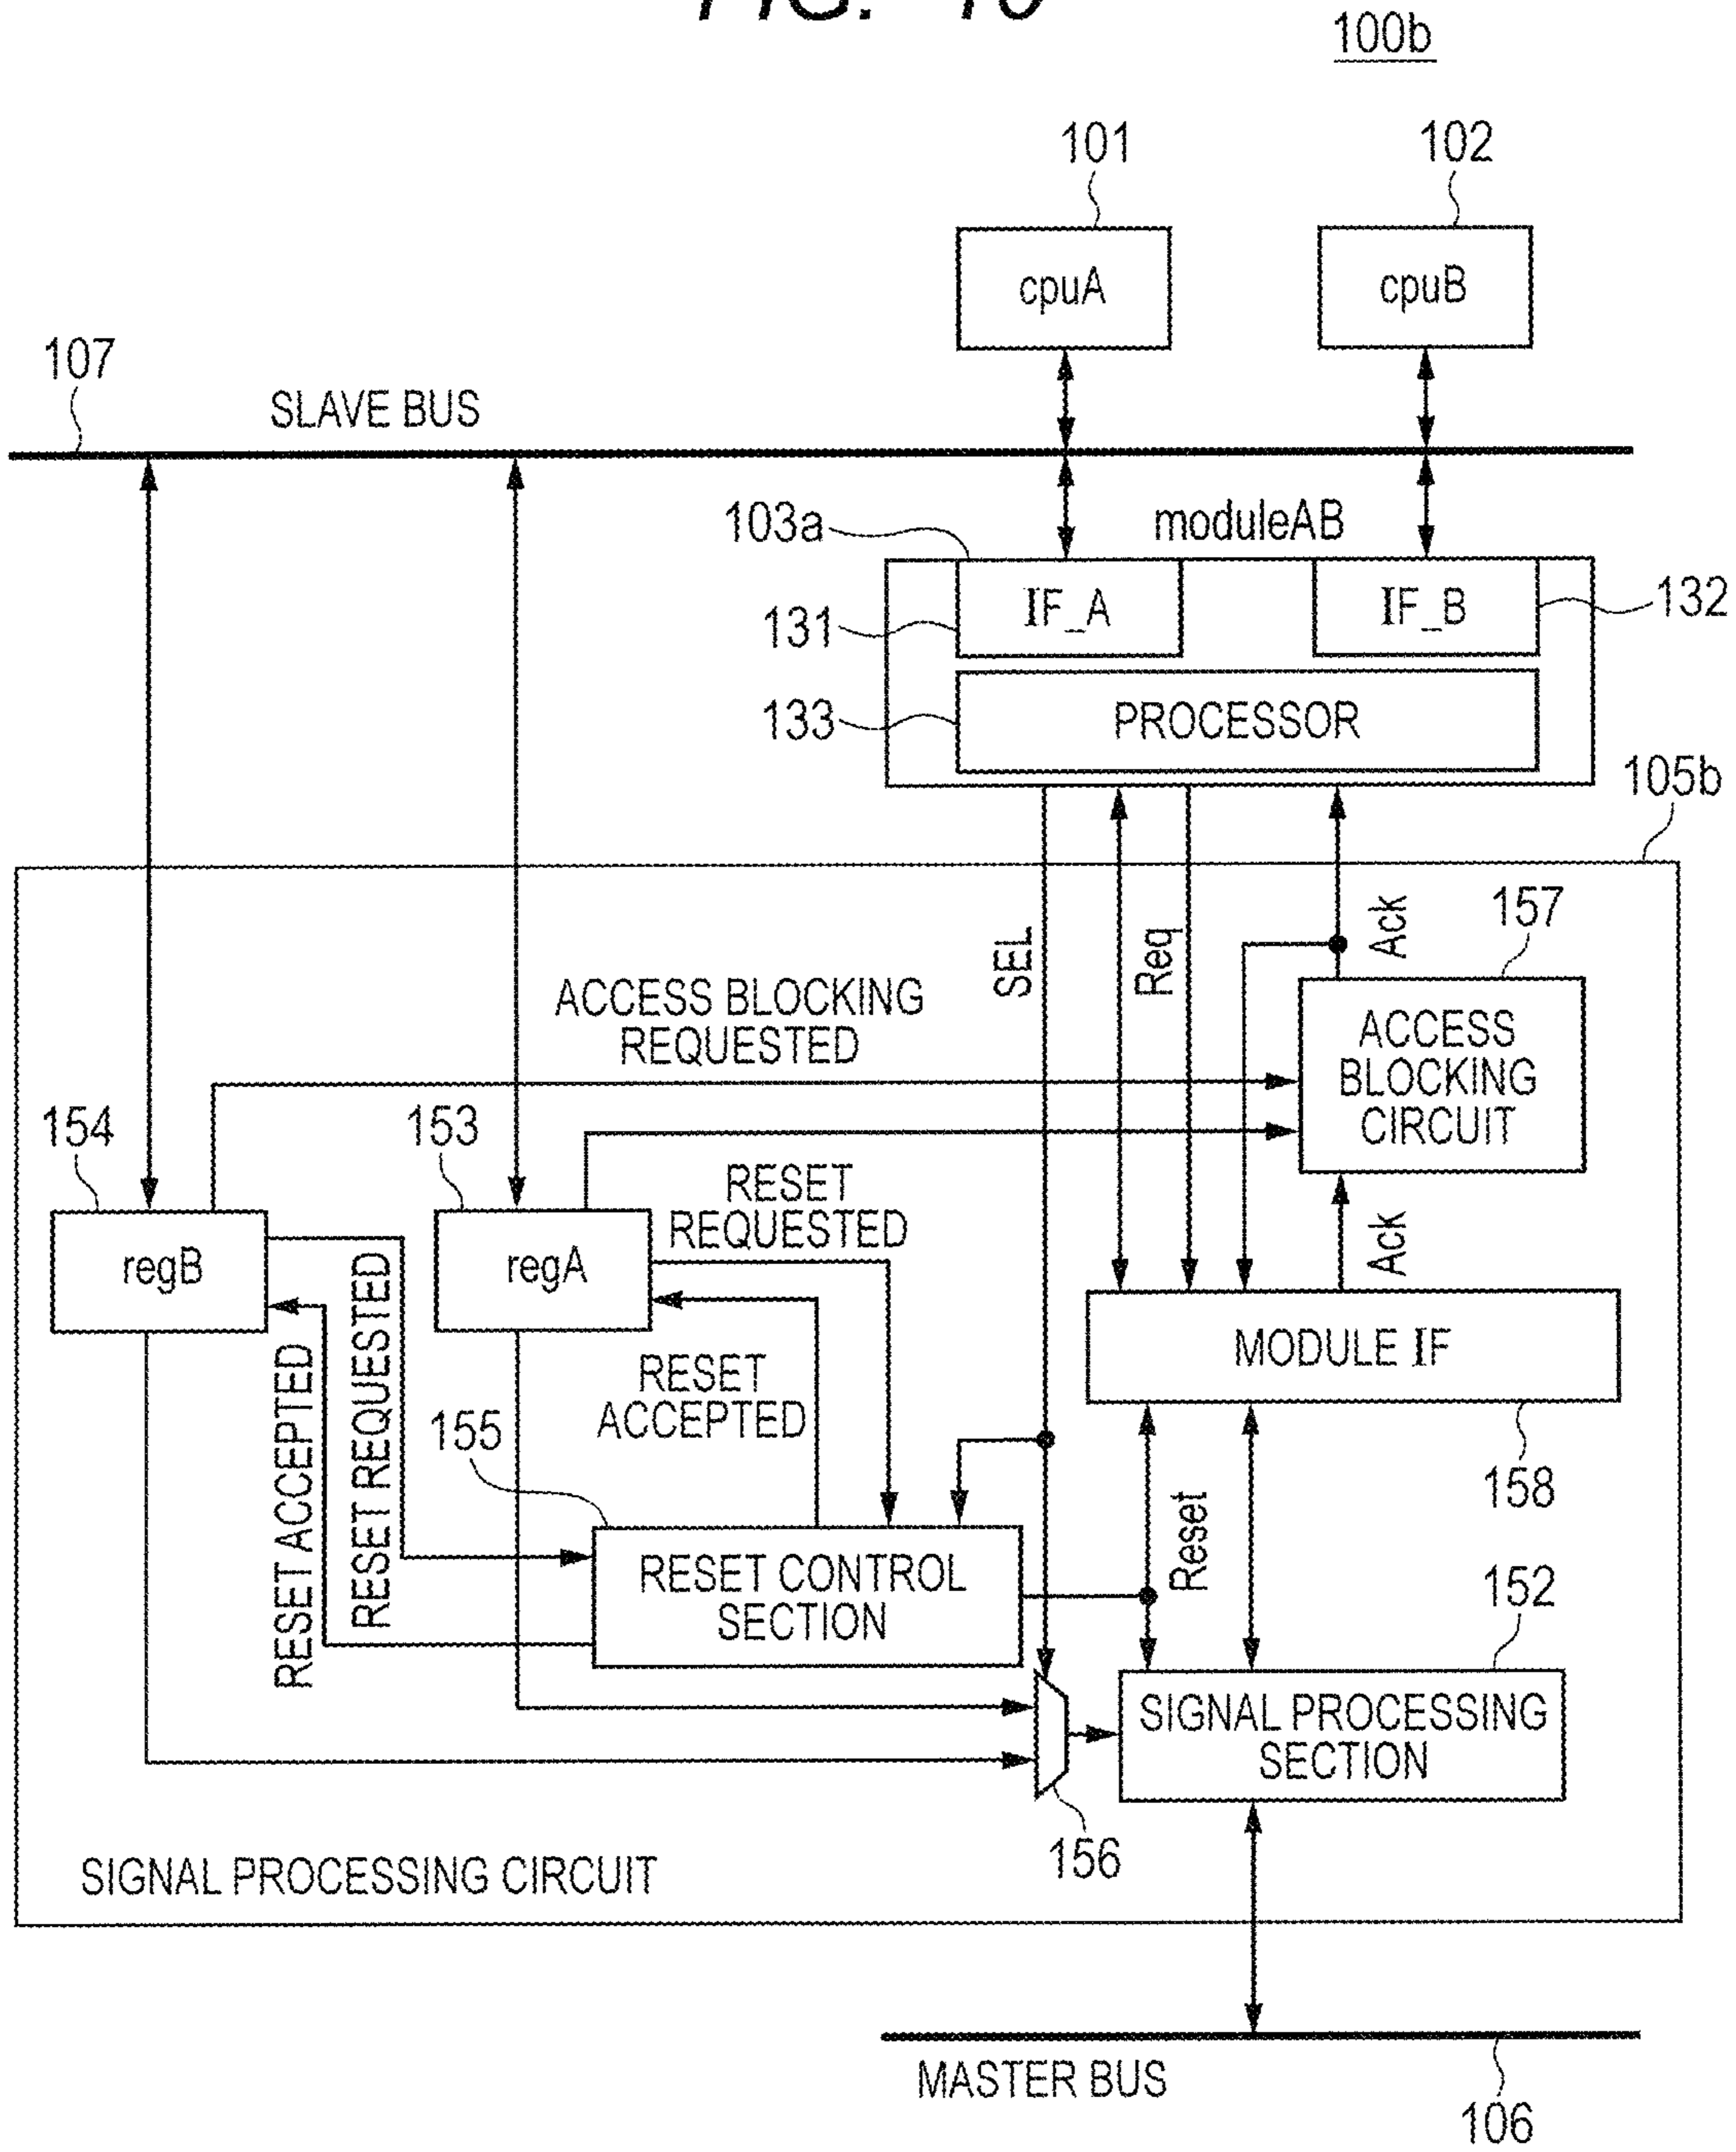 FIG.
100b
101
102
cpuA
cpuB
107
SLAVE BUS
103a
moduleAB
131
IF_A
IF_B
132
133
PROCESSOR
105b
SEL
Req
Ack
157
ACCESS BLOCKING
REQUESTED
ACCESS
BLOCKING
CIRCUIT
154
153
RESET
REQUESTED
regB
regA
Ack
RESET ACCEPTED
RESET REQUESTED
RESET
ACCEPTED
MODULE IF
155
158
Reset
RESET CONTROL
SECTION
152
SIGNAL PROCESSING
SECTION
156
SIGNAL PROCESSING CIRCUIT
MASTER BUS
106